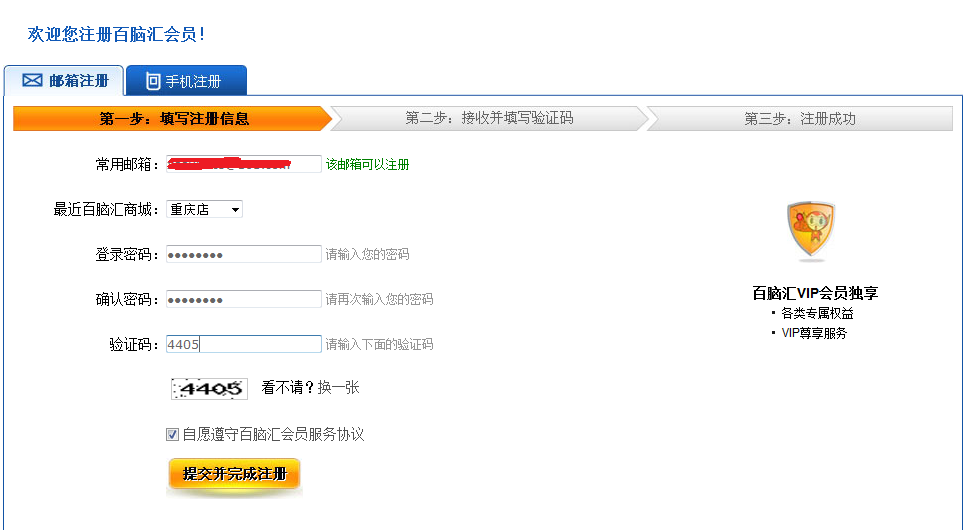 欢迎您注册百脑汇会员!
邮箱注册 手机注册
第一步：填写注册信息 第二步：接收并填写验证码 第三步：注册成功
常用邮箱： 该邮箱可以注册
最近百脑汇商城： 重庆店
登录密码： ●●●●●●●● 请输入您的密码
确认密码： ●●●●●●●● 请再次输入您的密码
验证码： 4405 请输入下面的验证码
4405 看不请？换一张
自愿遵守百脑汇会员服务协议
提交并完成注册
百脑汇VIP会员独享
• 各类专属权益
• VIP尊享服务